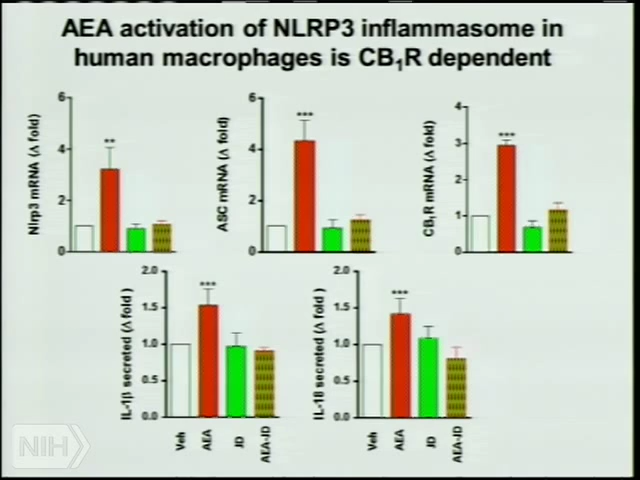 AEA activation of NLRP3 inflammasome in
human macrophages is CB1R dependent
Nlrp3 mRNA (Δ fold)
6
4
2
0
**
ASC mRNA (Δ fold)
6
4
2
0
***
CB1R mRNA (Δ fold)
4
3
2
1
0
***
IL-1β secreted (Δ fold)
2.0
1.5
1.0
0.5
0.0
***
Veh
AEA
JD
AEA-JD
IL-18 secreted (Δ fold)
2.0
1.5
1.0
0.5
0.0
***
Veh
AEA
JD
AEA-JD
NIH